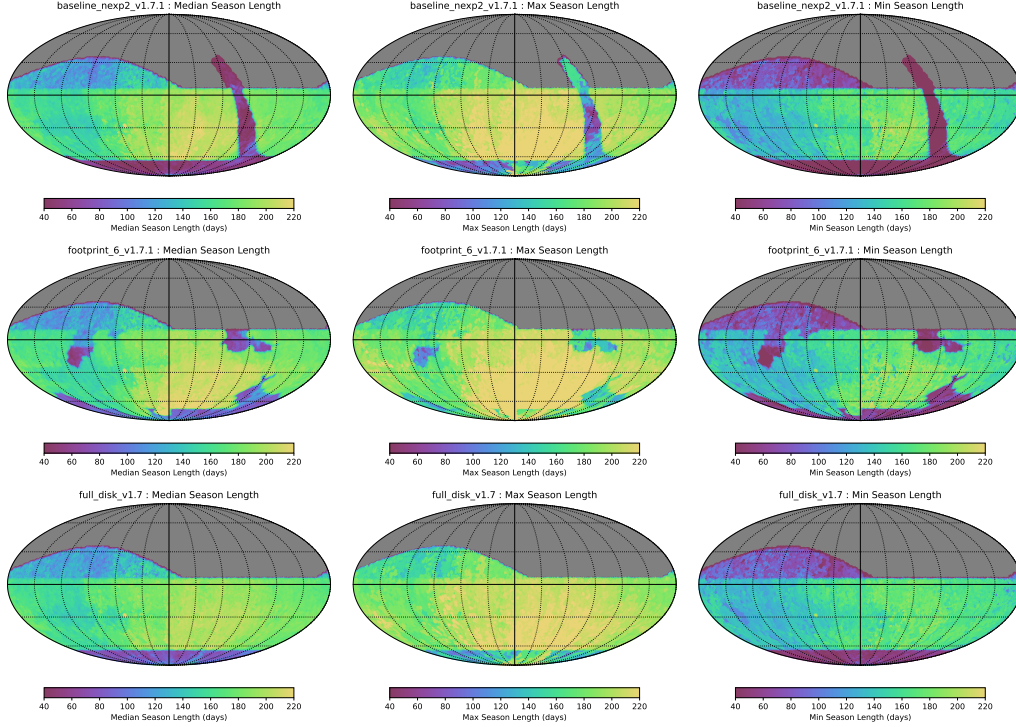 baseline_nexp2_v1.7.1 : Median Season Length
baseline_nexp2_v1.7.1 : Max Season Length
baseline_nexp2_v1.7.1 : Min Season Length
40 60 80 100 120 140 160 180 200 220
Median Season Length (days)
40 60 80 100 120 140 160 180 200 220
Max Season Length (days)
40 60 80 100 120 140 160 180 200 220
Min Season Length (days)
footprint_6_v1.7.1 : Median Season Length
footprint_6_v1.7.1 : Max Season Length
footprint_6_v1.7.1 : Min Season Length
40 60 80 100 120 140 160 180 200 220
Median Season Length (days)
40 60 80 100 120 140 160 180 200 220
Max Season Length (days)
40 60 80 100 120 140 160 180 200 220
Min Season Length (days)
full_disk_v1.7 : Median Season Length
full_disk_v1.7 : Max Season Length
full_disk_v1.7 : Min Season Length
40 60 80 100 120 140 160 180 200 220
Median Season Length (days)
40 60 80 100 120 140 160 180 200 220
Max Season Length (days)
40 60 80 100 120 140 160 180 200 220
Min Season Length (days)